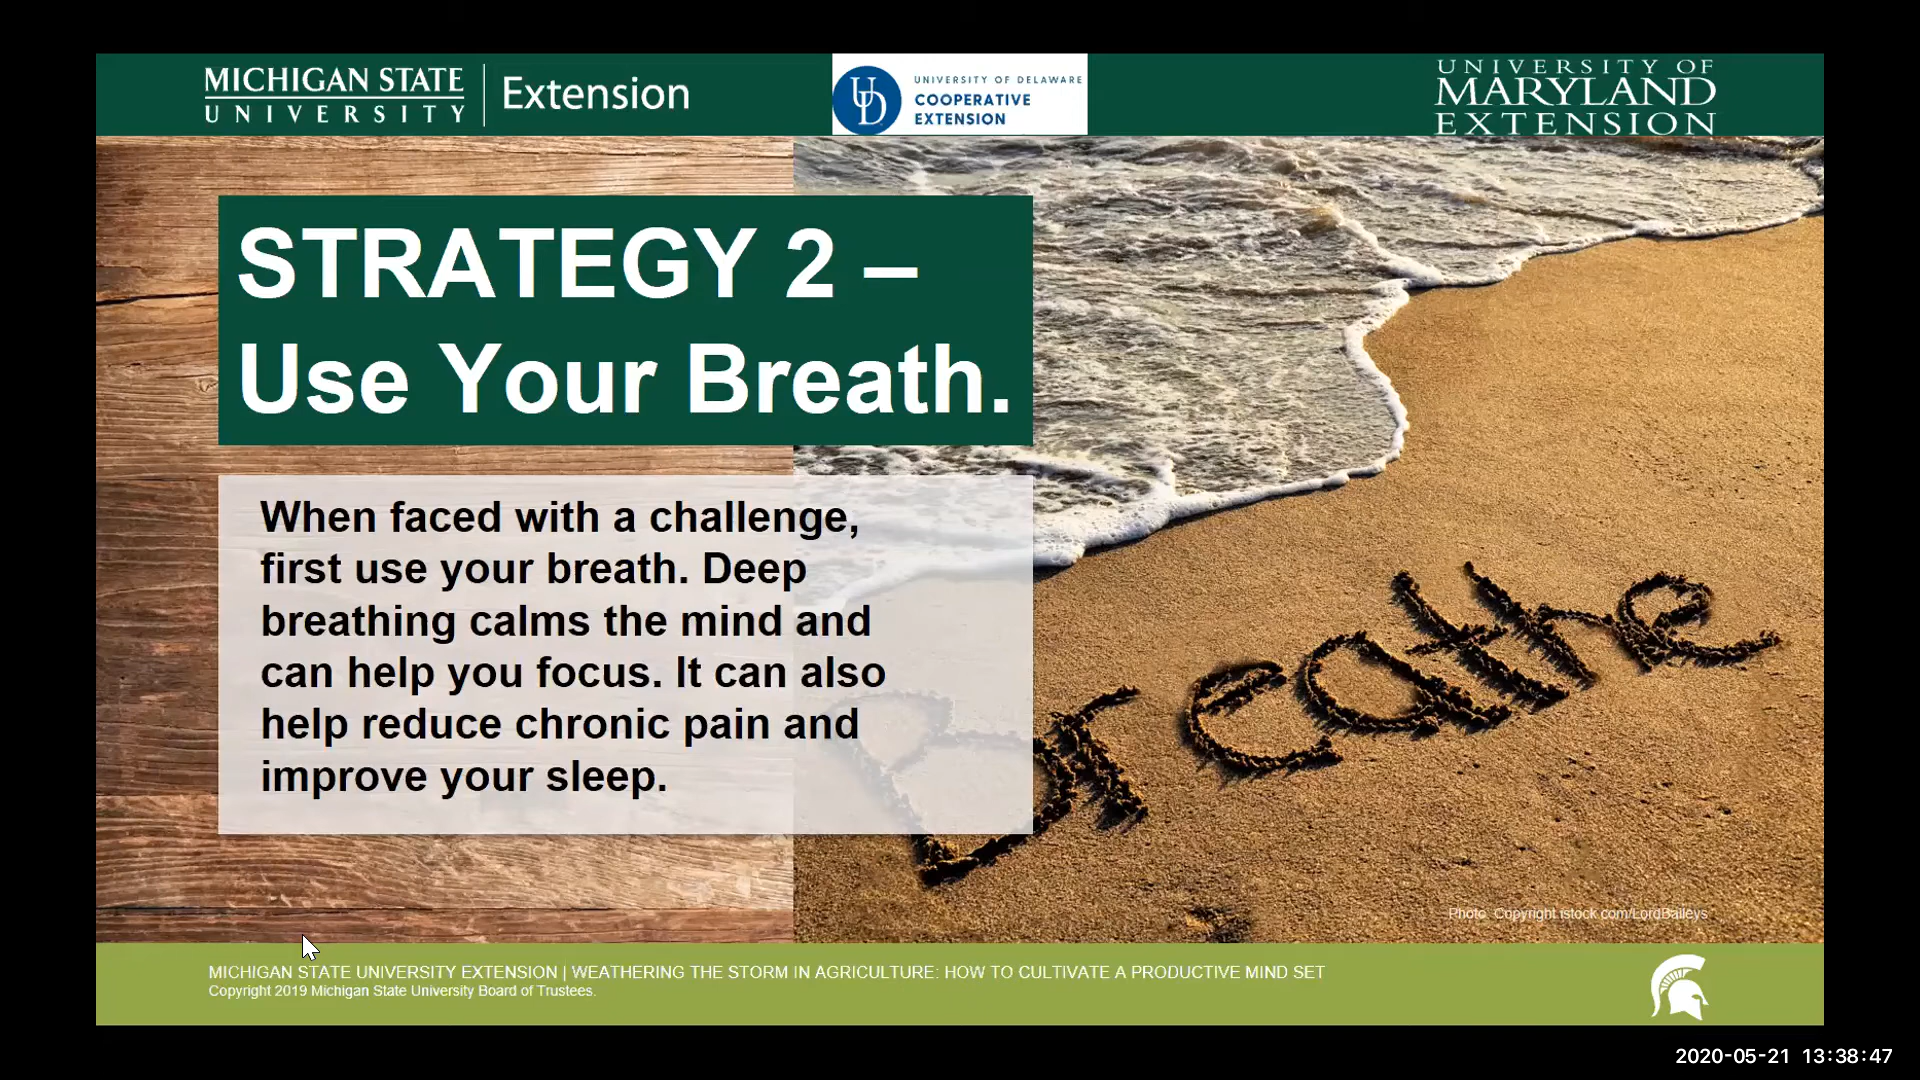 MICHIGAN STATE
UNIVERSITY
Extension
UNIVERSITY OF DELAWARE
COOPERATIVE
EXTENSION
UD
UNIVERSITY OF
MARYLAND
EXTENSION
STRATEGY 2 –
Use Your Breath.
When faced with a challenge,
first use your breath. Deep
breathing calms the mind and
can help you focus. It can also
help reduce chronic pain and
improve your sleep.
Breathe
Photo Copyright istock.com/LordBaileys
MICHIGAN STATE UNIVERSITY EXTENSION | WEATHERING THE STORM IN AGRICULTURE: HOW TO CULTIVATE A PRODUCTIVE MIND SET
Copyright 2019 Michigan State University Board of Trustees.
2020-05-21 13:38:47